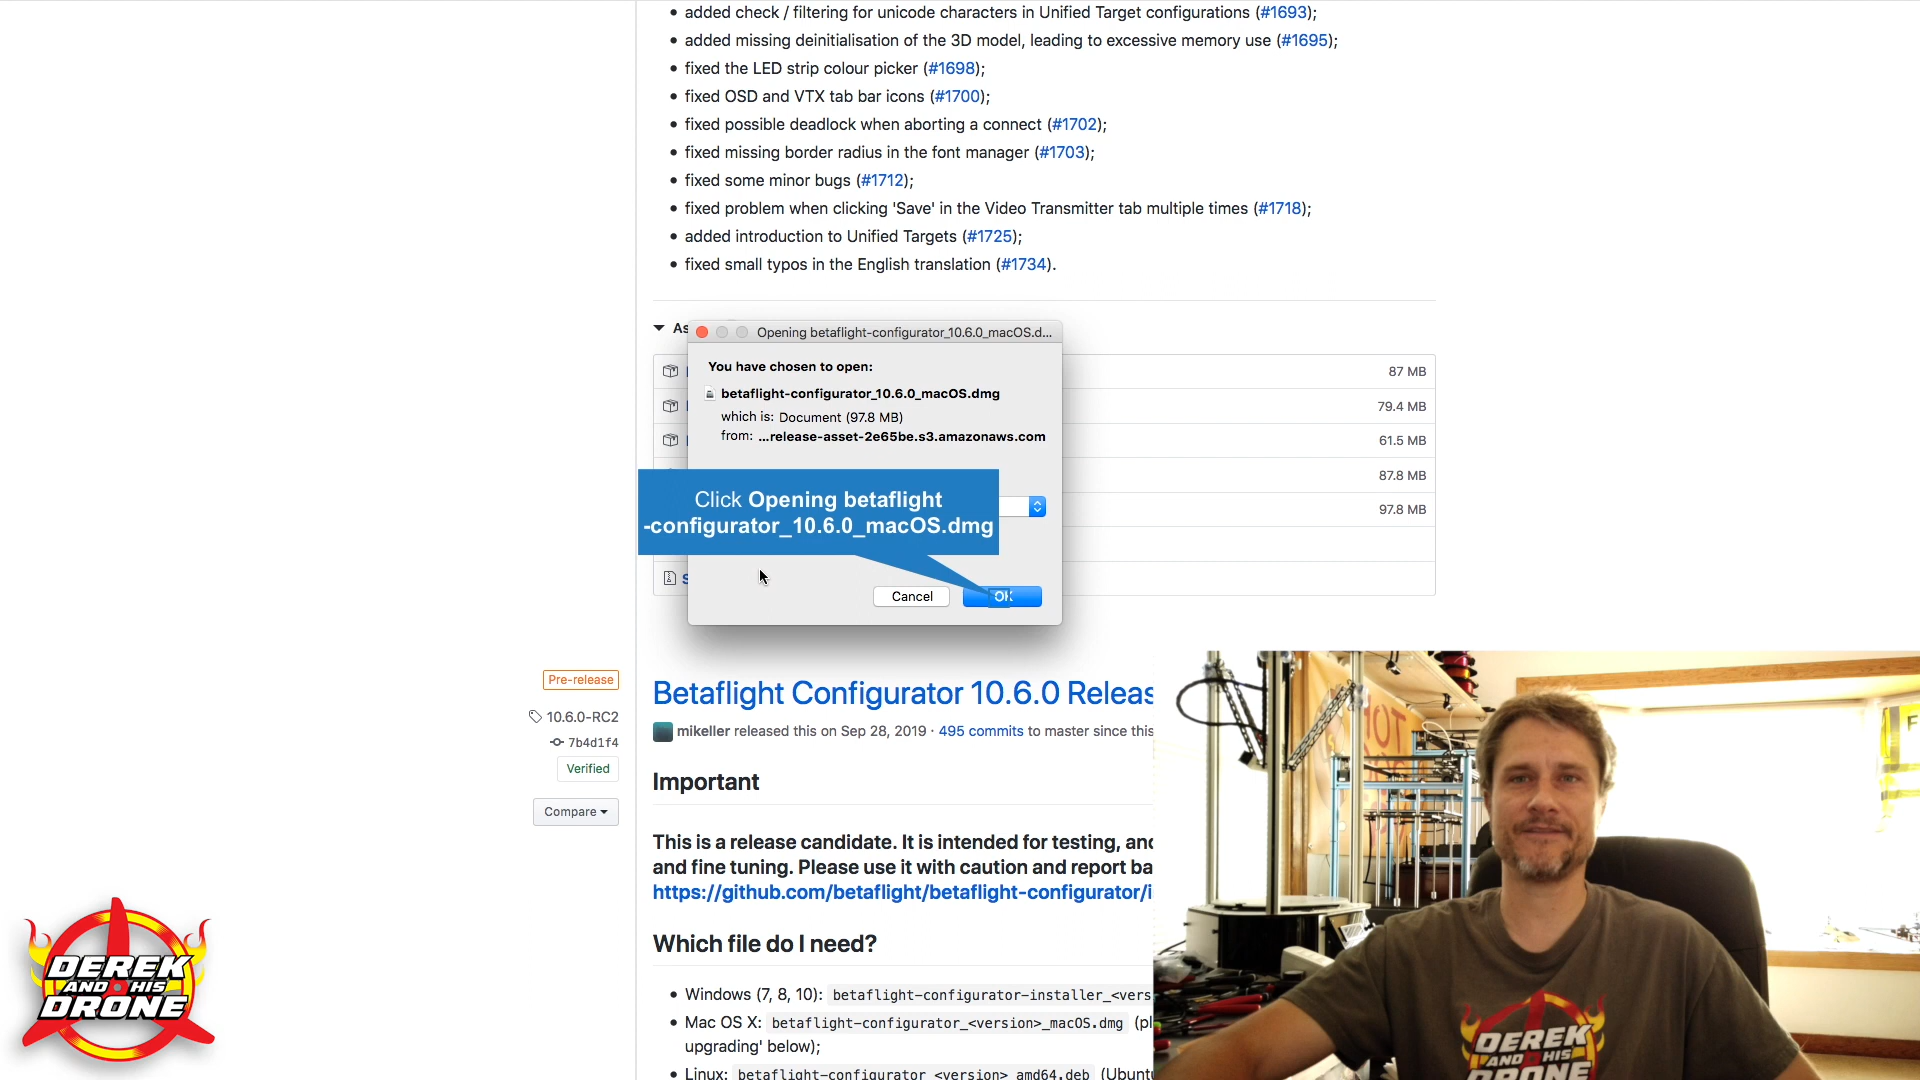 • added check / filtering for unicode characters in Unified Target configurations (#1693);
• added missing deinitialisation of the 3D model, leading to excessive memory use (#1695);
• fixed the LED strip colour picker (#1698);
• fixed OSD and VTX tab bar icons (#1700);
• fixed possible deadlock when aborting a connect (#1702);
• fixed missing border radius in the font manager (#1703);
• fixed some minor bugs (#1712);
• fixed problem when clicking 'Save' in the Video Transmitter tab multiple times (#1718);
• added introduction to Unified Targets (#1725);
• fixed small typos in the English translation (#1734).
Opening betaflight-configurator_10.6.0_macOS.d...
You have chosen to open:
betaflight-configurator_10.6.0_macOS.dmg
which is: Document (97.8 MB)
from: ...release-asset-2e65be.s3.amazonaws.com
Click Opening betaflight
-configurator_10.6.0_macOS.dmg
Cancel
OK
87 MB
79.4 MB
61.5 MB
87.8 MB
97.8 MB
Pre-release
10.6.0-RC2
7b4d1f4
Verified
Compare
Betaflight Configurator 10.6.0 Releas
mikeller released this on Sep 28, 2019 · 495 commits to master since this
Important
This is a release candidate. It is intended for testing, and
and fine tuning. Please use it with caution and report ba
https://github.com/betaflight/betaflight-configurator/i
Which file do I need?
• Windows (7, 8, 10): betaflight-configurator-installer_<vers
• Mac OS X: betaflight-configurator_<version>_macOS.dmg (pl
upgrading' below);
• Linux: betaflight-configurator_<version>_amd64.deb (Ubuntu
DEREK
AND HIS
DRONE
DEREK
AND HIS
DRONE